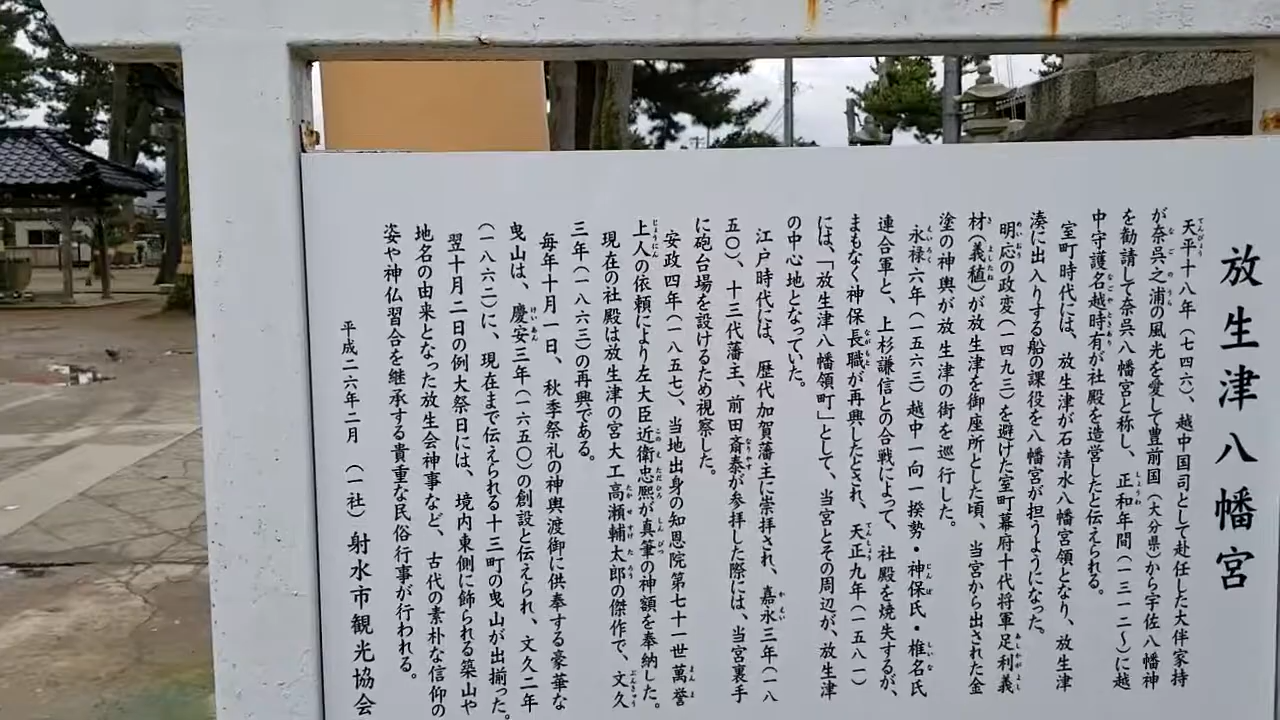 放生津八幡宮
天平十八年（七四六）、越中国司として赴任した大伴家持
が奈呉之浦の風光を愛して豊前国（大分県）から宇佐八幡神
を勧請して奈呉八幡宮と称し、正和年間（一三一二〜）に越
中守護名越時有が社殿を造営したと伝えられる。
室町時代には、放生津が石清水八幡宮領となり、放生津
湊に出入りする船の課役を八幡宮が担うようになった。
明応の政変（一四九三）を避けた室町幕府十代将軍足利義
材（義稙）が放生津を御座所とした頃、当宮から出された金
塗の神輿が放生津の街を巡行した。
永禄六年（一五六三）越中一向一揆勢・神保氏・椎名氏
連合軍と、上杉謙信との合戦によって、社殿を焼失するが、
まもなく神保長職が再興したとされ、天正九年（一五八一）
には、「放生津八幡領町」として、当宮とその周辺が、放生津
の中心地となっていた。
江戸時代には、歴代加賀藩主に崇拝され、嘉永三年（一八
五〇）、十三代藩主、前田斎泰が参拝した際には、当宮裏手
に砲台場を設けるため視察した。
安政四年（一八五七）、当地出身の知恩院第七十一世萬誉
上人の依頼により左大臣近衛忠熈が真筆の神額を奉納した。
現在の社殿は放生津の宮大工高瀬輔太郎の傑作で、文久
三年（一八六三）の再興である。
毎年十月一日、秋季祭礼の神輿渡御に供奉する豪華な
曳山は、慶安三年（一六五〇）の創設と伝えられ、文久二年
（一八六二）に、現在まで伝えられる十三町の曳山が出揃った。
翌十月二日の例大祭日には、境内東側に飾られる築山や
地名の由来となった放生会神事など、古代の素朴な信仰の
姿や神仏習合を継承する貴重な民俗行事が行われる。
平成二六年二月　（一社）射水市観光協会